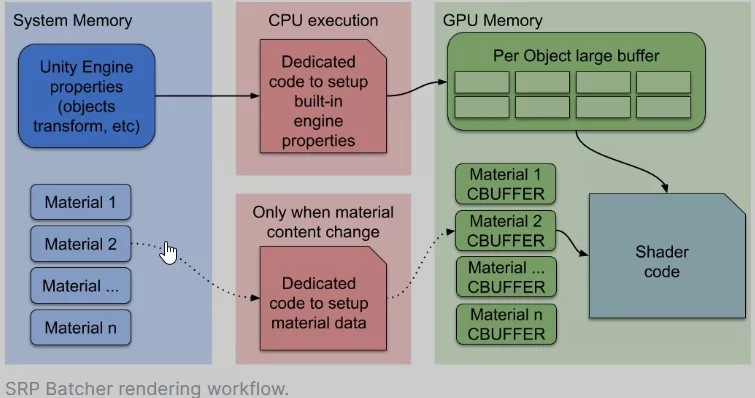 System Memory
CPU execution
GPU Memory
Unity Engine
properties
(objects
transform, etc)
Dedicated
code to setup
built-in
engine
properties
Per Object large buffer
Material 1
Material 2
Material ...
Material n
Only when material
content change
Dedicated
code to setup
material data
Material 1
CBUFFER
Material 2
CBUFFER
Material ...
CBUFFER
Material n
CBUFFER
Shader
code
SRP Batcher rendering workflow.